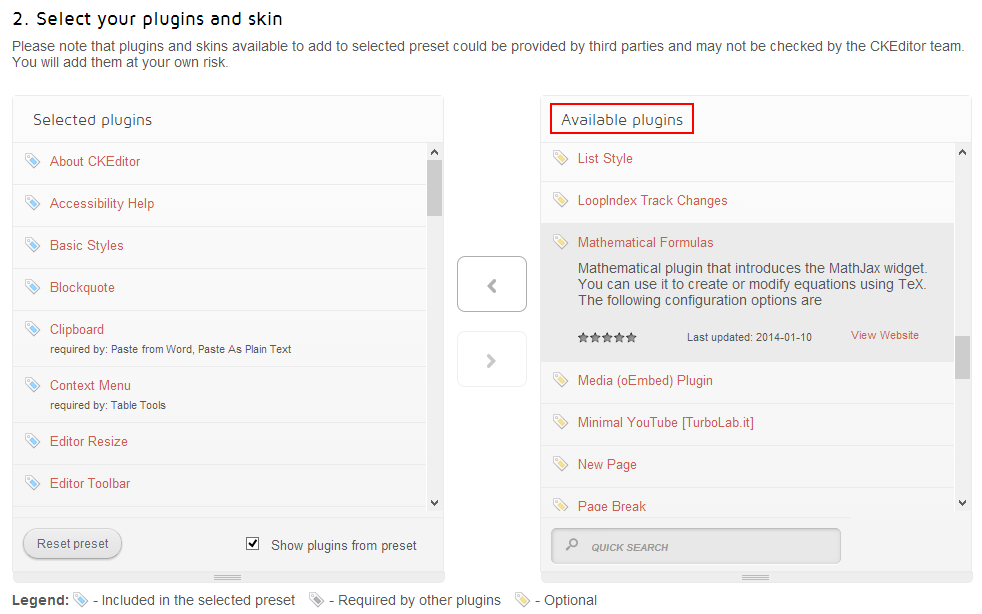 2. Select your plugins and skin
Please note that plugins and skins available to add to selected preset could be provided by third parties and may not be checked by the CKEditor team.
You will add them at your own risk.
Selected plugins
About CKEditor
Accessibility Help
Basic Styles
Blockquote
Clipboard
required by: Paste from Word, Paste As Plain Text
Context Menu
required by: Table Tools
Editor Resize
Editor Toolbar
Reset preset
Show plugins from preset
Available plugins
List Style
LoopIndex Track Changes
Mathematical Formulas
Mathematical plugin that introduces the MathJax widget.
You can use it to create or modify equations using TeX.
The following configuration options are
Last updated: 2014-01-10 View Website
Media (oEmbed) Plugin
Minimal YouTube [TurboLab.it]
New Page
Page Break
QUICK SEARCH
Legend: - Included in the selected preset - Required by other plugins - Optional